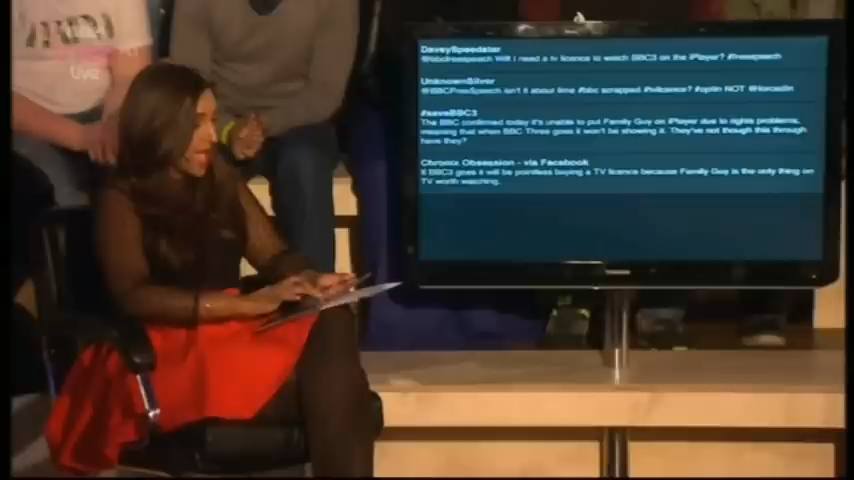 Live
DaveySpeedstar
@bbcfreespeech Will I need a tv licence to watch BBC3 on the iPlayer? #freespeech
UnknownSilver
@BBCFreeSpeech isn't it about time #bbc scrapped #tvlicence? #optin NOT
#saveBBC3
The BBC confirmed today it's unable to put Family Guy on iPlayer due to rights problems,
meaning that when BBC Three goes it won't be showing it. They've not though this through
have they?
Chronix Obsession - via Facebook
If BBC3 goes it will be pointless buying a TV licence because Family Guy is the only thing on
TV worth watching.